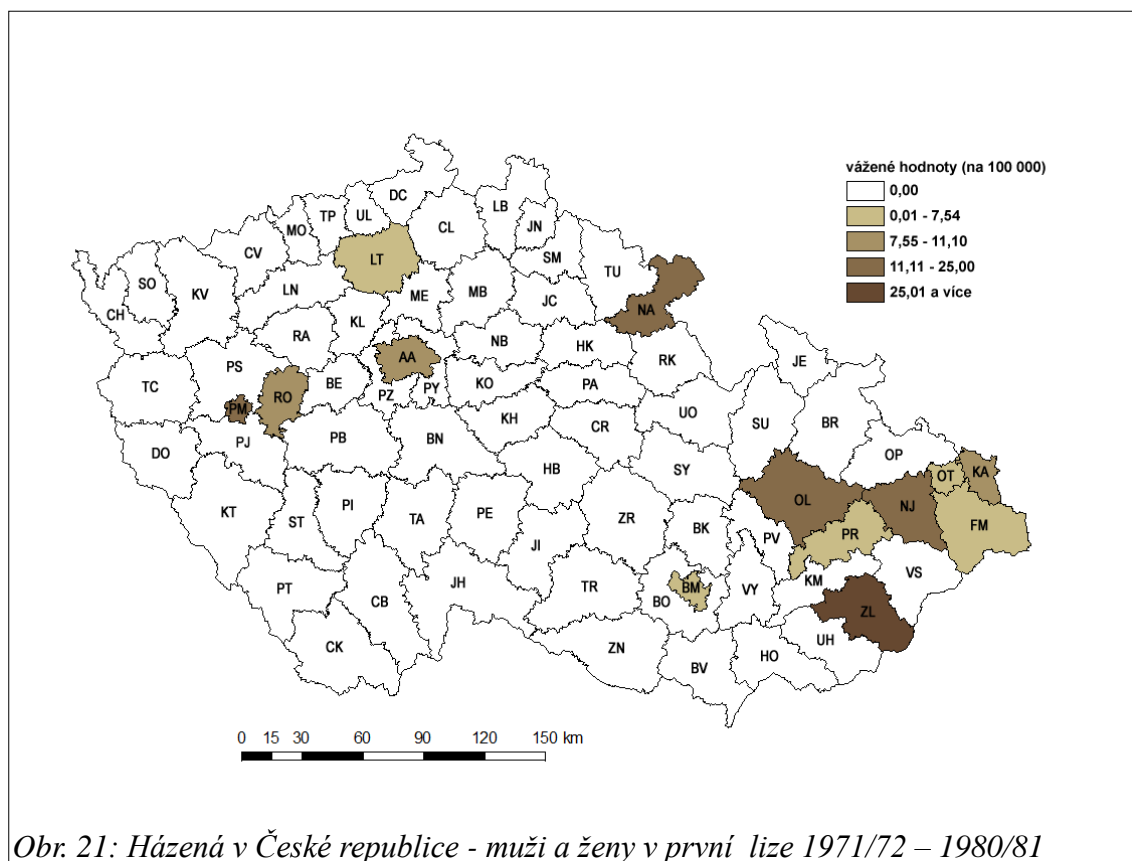 vážené hodnoty (na 100 000)
0,00
0,01 - 7,54
7,55 - 11,10
11,11 - 25,00
25,01 a více
DC
LB
TP
UL
MO
JN
CL
CV
SM
TU
SO
LT
KV
LN
ME
MB
JC
NA
CH
KL
RA
NB
HK
RK
JE
AA
PS
BE
KO
PA
TC
RO
PZ
PY
PM
UO
SU
BR
KH
CR
PJ
PB
BN
DO
OP
HB
SY
OT
KA
OL
NJ
KT
ST
PI
TA
PE
ZR
BK
FM
PV
PR
JI
VS
PT
JH
TR
BO
BM
VY
KM
CB
ZL
CK
ZN
UH
BV
HO
0 15 30 60 90 120 150 km
Obr. 21: Házená v České republice - muži a ženy v první lize 1971/72 – 1980/81